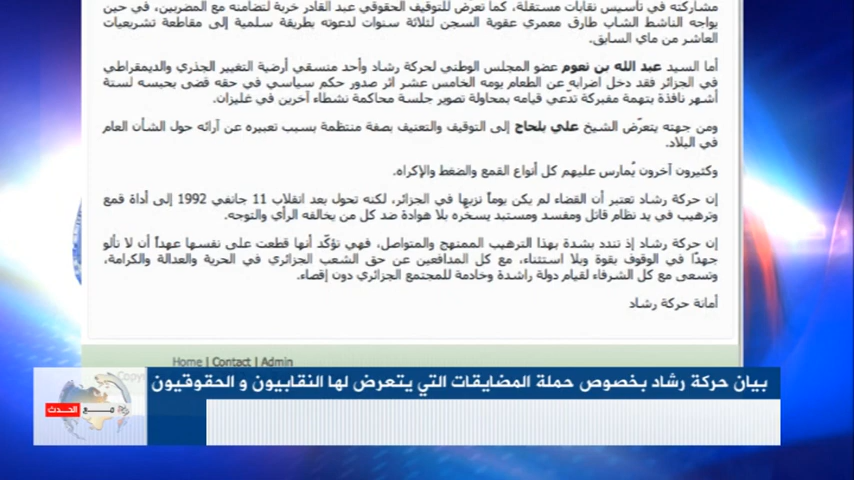 مشاركته في تأسيس نقابات مستقلة، كما تعرض للتوقيف الحقوقي عبد القادر خربة لتضامنه مع المضربين، في حين
يواجه الناشط الشاب طارق معمري عقوبة السجن لثلاثة سنوات لدعوته بطريقة سلمية إلى مقاطعة تشريعيات
العاشر من ماي السابق.
أما السيد عبد الله بن نعوم عضو المجلس الوطني لحركة رشاد وأحد منسقي أرضية التغيير الجذري والديمقراطي
في الجزائر فقد دخل اضرابه عن الطعام يومه الخامس عشر اثر صدور حكم سياسي في حقه قضى بحبسه لستة
أشهر نافذة بتهمة مفبركة تدّعي قيامه بمحاولة تصوير جلسة محاكمة نشطاء آخرين في غليزان.
ومن جهته يتعرّض الشيخ علي بلحاج إلى التوقيف والتعنيف بصفة منتظمة بسبب تعبيره عن آرائه حول الشأن العام
في البلاد.
وكثيرون آخرون يُمارس عليهم كل أنواع القمع والضغط والإكراه.
إن حركة رشاد تعتبر أن القضاء لم يكن يوماً نزيها في الجزائر، لكنه تحول بعد انقلاب 11 جانفي 1992 إلى أداة قمع
وترهيب في يد نظام قاتل ومفسد ومستبد يسخّره بلا هوادة ضد كل من يخالفه الرأي والتوجه.
إن حركة رشاد إذ تندد بشدة بهذا الترهيب الممنهج والمتواصل، فهي تؤكّد أنها قطعت على نفسها عهداً أن لا تألو
جهدًا في الوقوف بقوة وبلا استثناء، مع كل المدافعين عن حق الشعب الجزائري في الحرية والعدالة والكرامة،
وتسعى مع كل الشرفاء لقيام دولة راشدة وخادمة للمجتمع الجزائري دون إقصاء.
أمانة حركة رشاد
Home | Contact | Admin
بيان حركة رشاد بخصوص حملة المضايقات التي يتعرض لها النقابيون و الحقوقيون
مع الحدث